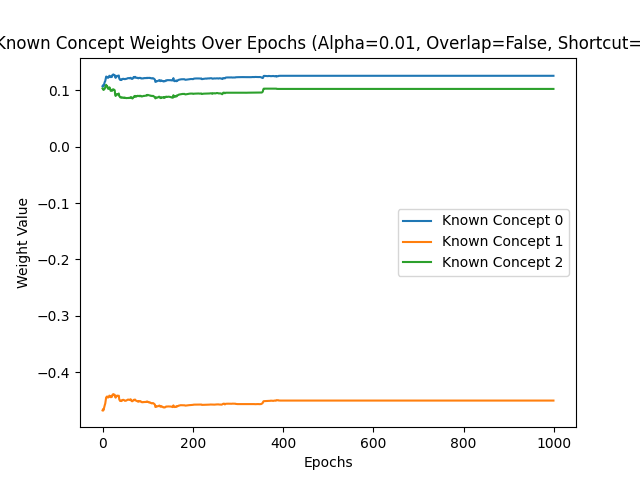 Known Concept Weights Over Epochs (Alpha=0.01, Overlap=False, Shortcut=
0.1
0.0
−0.1
−0.2
−0.3
−0.4
Weight Value
Known Concept 0
Known Concept 1
Known Concept 2
0 200 400 600 800 1000
Epochs